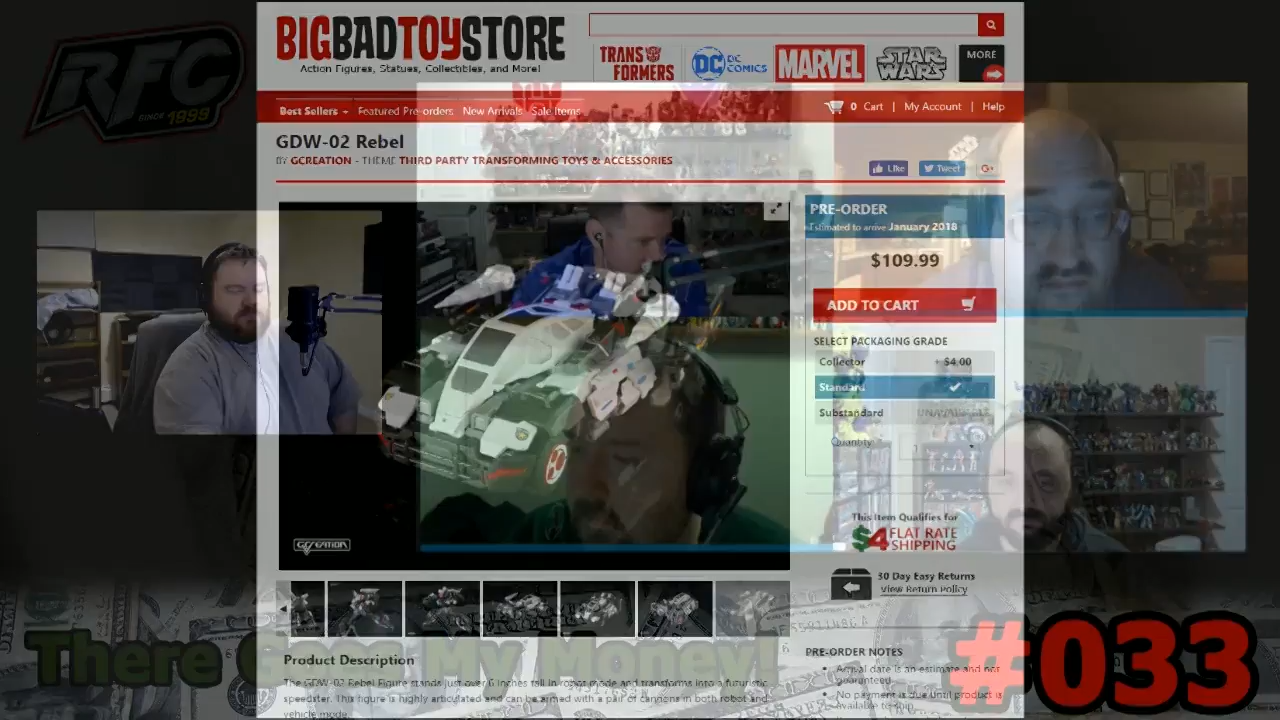 RFC
SINCE 1999
BIGBADTOYSTORE
Action Figures, Statues, Collectibles, and More!
TRANSFORMERS
DC COMICS
MARVEL
STAR WARS
MORE
Best Sellers
Featured Pre-orders
New Arrivals
Sale Items
0 Cart | My Account | Help
GDW-02 Rebel
BY GCREATION - THEME THIRD PARTY TRANSFORMING TOYS & ACCESSORIES
Like
Tweet
G+
PRE-ORDER
Estimated to arrive January 2018
$109.99
ADD TO CART
SELECT PACKAGING GRADE
Collector + $4.00
Standard
Substandard UNAVAILABLE
Quantity
This Item Qualifies for
$4 FLAT RATE SHIPPING
GCREATION
30 Day Easy Returns
View Return Policy
There Goes My Money!
#033
Product Description
The GDW-02 Rebel Figure stands just over 6 inches tall in robot mode and transforms into a futuristic
speedster. This figure is highly articulated and can be armed with a pair of cannons in both robot and
vehicle mode.
PRE-ORDER NOTES
Arrival date is an estimate and not
guaranteed
No payment is due until product is
available to ship